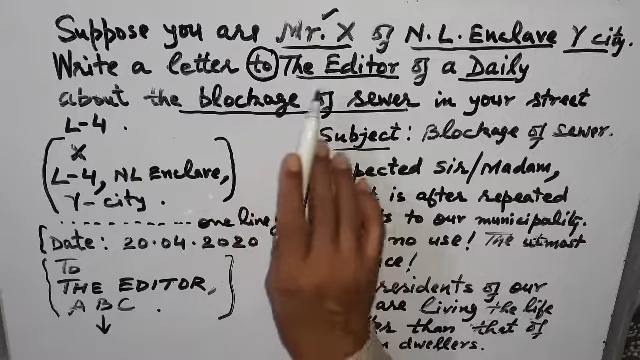 Suppose you are Mr. X of N.L. Enclave Y city.
Write a letter to The Editor of a Daily
about the blockage of sewer in your street
L-4 .
X
L-4, NL Enclave,
Y-city .
one line
Date: 20.04.2020
To
THE EDITOR
ABC .
Subject: Blockage of Sewer.
Sir/Madam,
is after repeated
to our municipality.
no use! The utmost
residents of our
are living the life
than that of
dwellers.